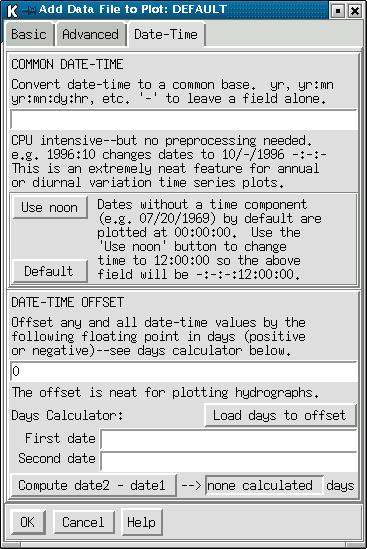 K Add Data File to Plot: DEFAULT
Basic Advanced Date-Time
COMMON DATE-TIME
Convert date-time to a common base. yr, yr:mn
yr:mn:dy:hr, etc. '-' to leave a field alone.
CPU intensive--but no preprocessing needed.
e.g. 1996:10 changes dates to 10/-/1996 -:-:-
This is an extremely neat feature for annual
or diurnal variation time series plots.
Use noon
Dates without a time component
(e.g. 07/20/1969) by default are
plotted at 00:00:00. Use the
'Use noon' button to change
time to 12:00:00 so the above
field will be -:-:-:12:00:00.
Default
DATE-TIME OFFSET
Offset any and all date-time values by the
following floating point in days (positive
or negative)--see days calculator below.
0
The offset is neat for plotting hydrographs.
Days Calculator: Load days to offset
First date
Second date
Compute date2 - date1 --> none calculated days
OK Cancel Help